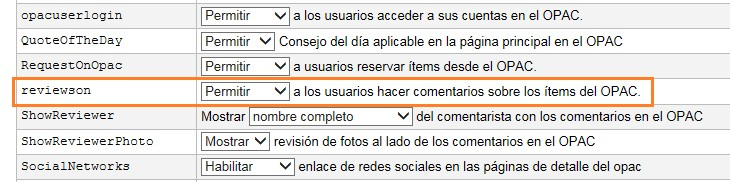 opacuserlogin Permitir a los usuarios acceder a sus cuentas en el OPAC.
QuoteOfTheDay Permitir Consejo del día aplicable en la página principal en el OPAC
RequestOnOpac Permitir a usuarios reservar ítems desde el OPAC.
reviewson Permitir a los usuarios hacer comentarios sobre los ítems del OPAC.
ShowReviewer Mostrar nombre completo del comentarista con los comentarios en el OPAC
ShowReviewerPhoto Mostrar revisión de fotos al lado de los comentarios en el OPAC
SocialNetworks Habilitar enlace de redes sociales en las páginas de detalle del opac